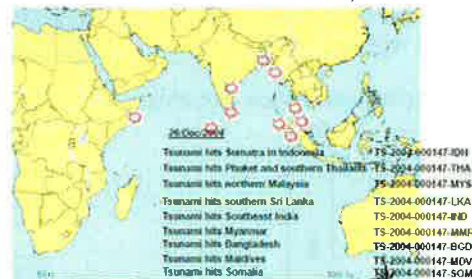 26/Dec/2004
Tsunami hits Sumatra in Indonesia TS-2004-000147-IDN
Tsunami hits Phuket and southern Thailand TS-2004-000147-THA
Tsunami hits northern Malaysia TS-2004-000147-MYS
Tsunami hits southern Sri Lanka TS-2004-000147-LKA
Tsunami hits Southeast India TS-2004-000147-IND
Tsunami hits Myanmar TS-2004-000147-MMR
Tsunami hits Bangladesh TS-2004-000147-BGD
Tsunami hits Maldives TS-2004-000147-MDV
Tsunami hits Somalia TS-2004-000147-SOM